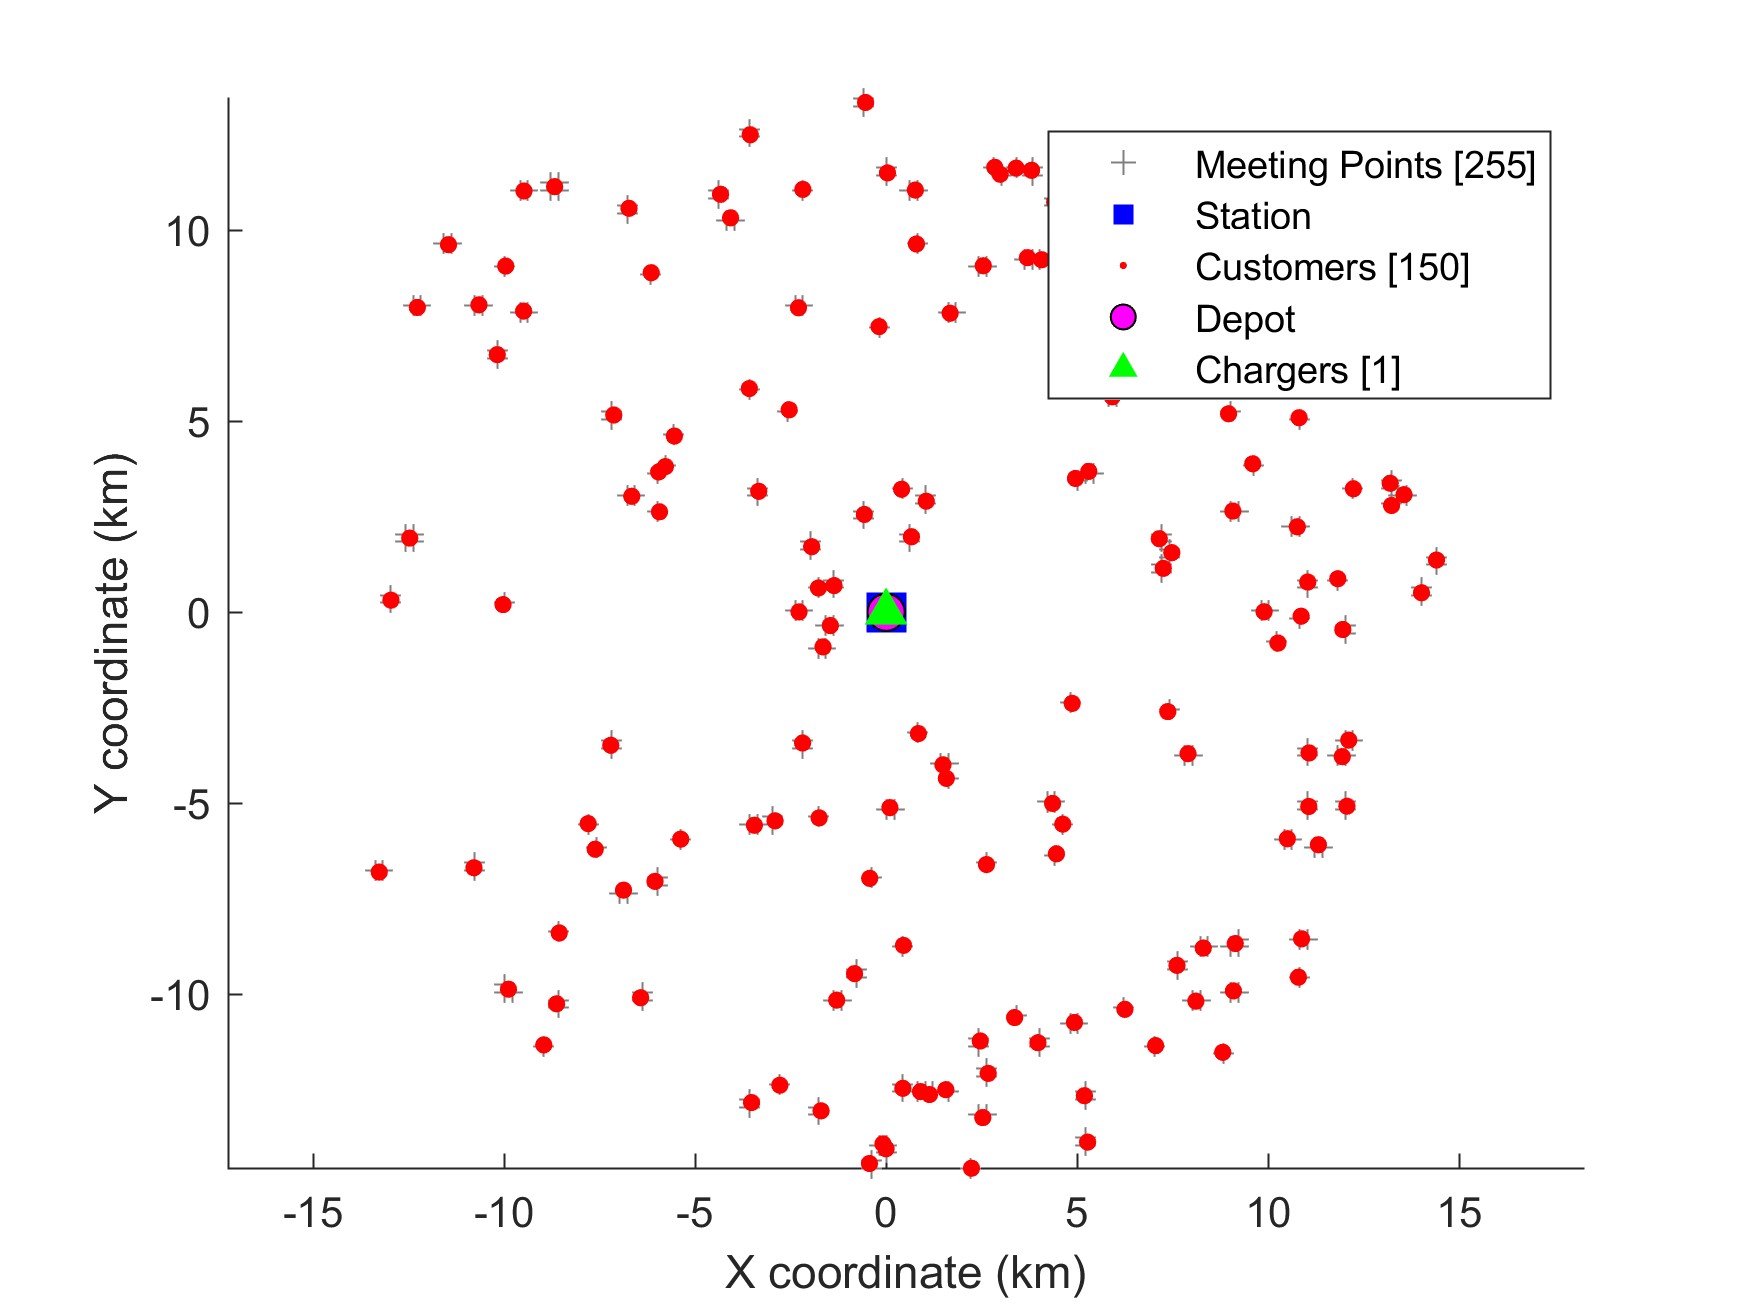 Meeting Points [255]
Station
Customers [150]
Depot
Chargers [1]
10
5
0
-5
-10
Y coordinate (km)
-15 -10 -5 0 5 10 15
X coordinate (km)